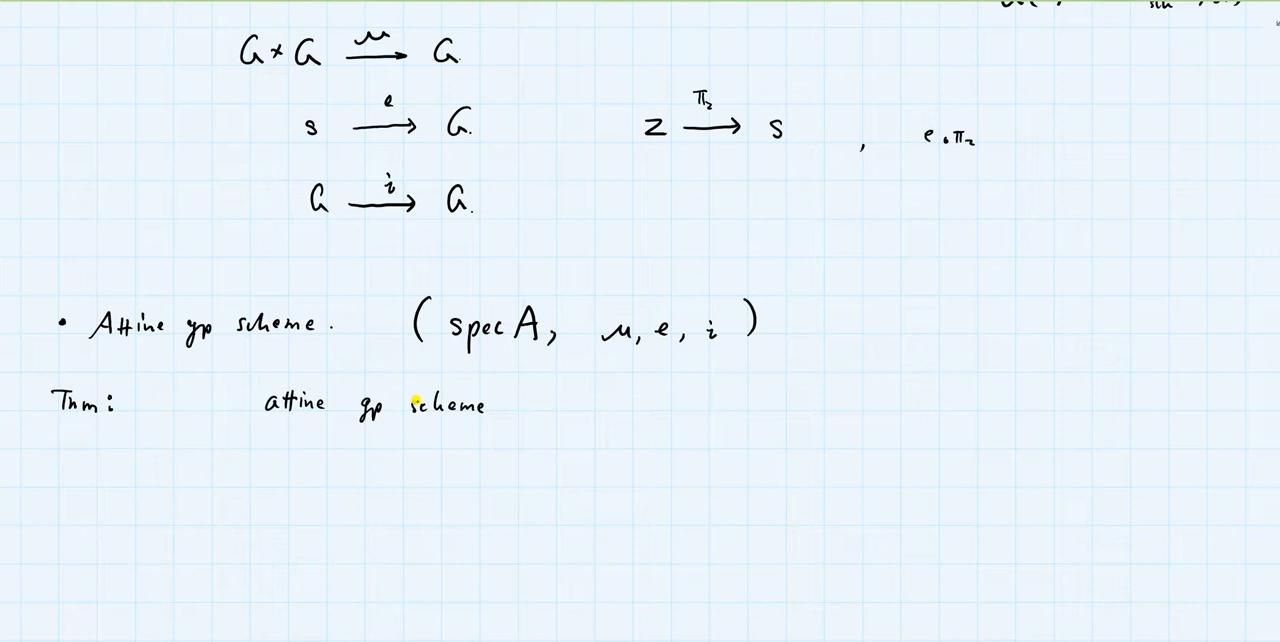 G × G —μ→ G
s —e→ G. Z —π₂→ S , e∘π₂
G —i→ G.
• Affine gp scheme. ( spec A, μ, e, i )
Thm: affine gp scheme